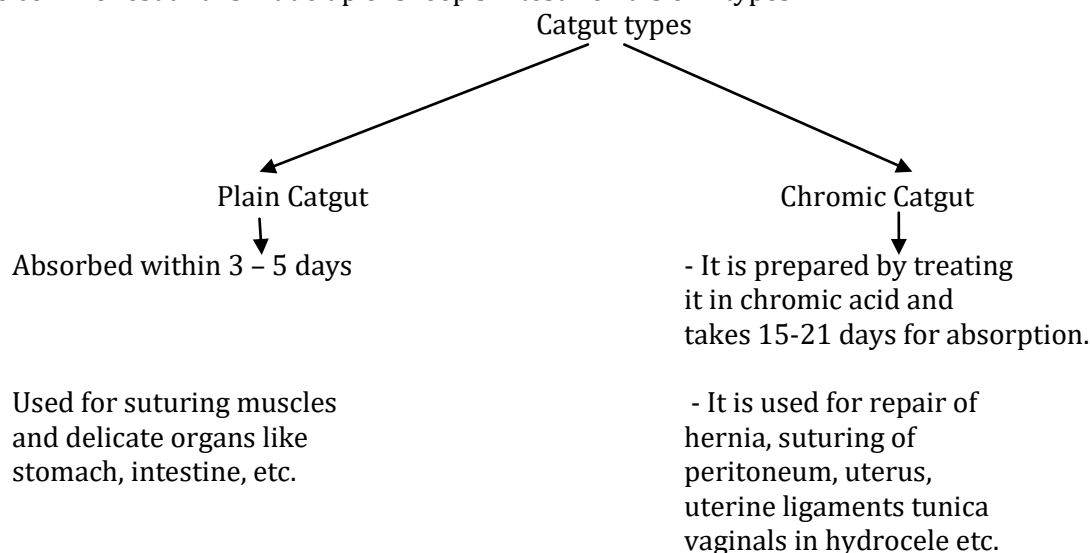 Catgut types
Plain Catgut
Chromic Catgut
Absorbed within 3 – 5 days
- It is prepared by treating
it in chromic acid and
takes 15-21 days for absorption.
Used for suturing muscles
and delicate organs like
stomach, intestine, etc.
- It is used for repair of
hernia, suturing of
peritoneum, uterus,
uterine ligaments tunica
vaginals in hydrocele etc.